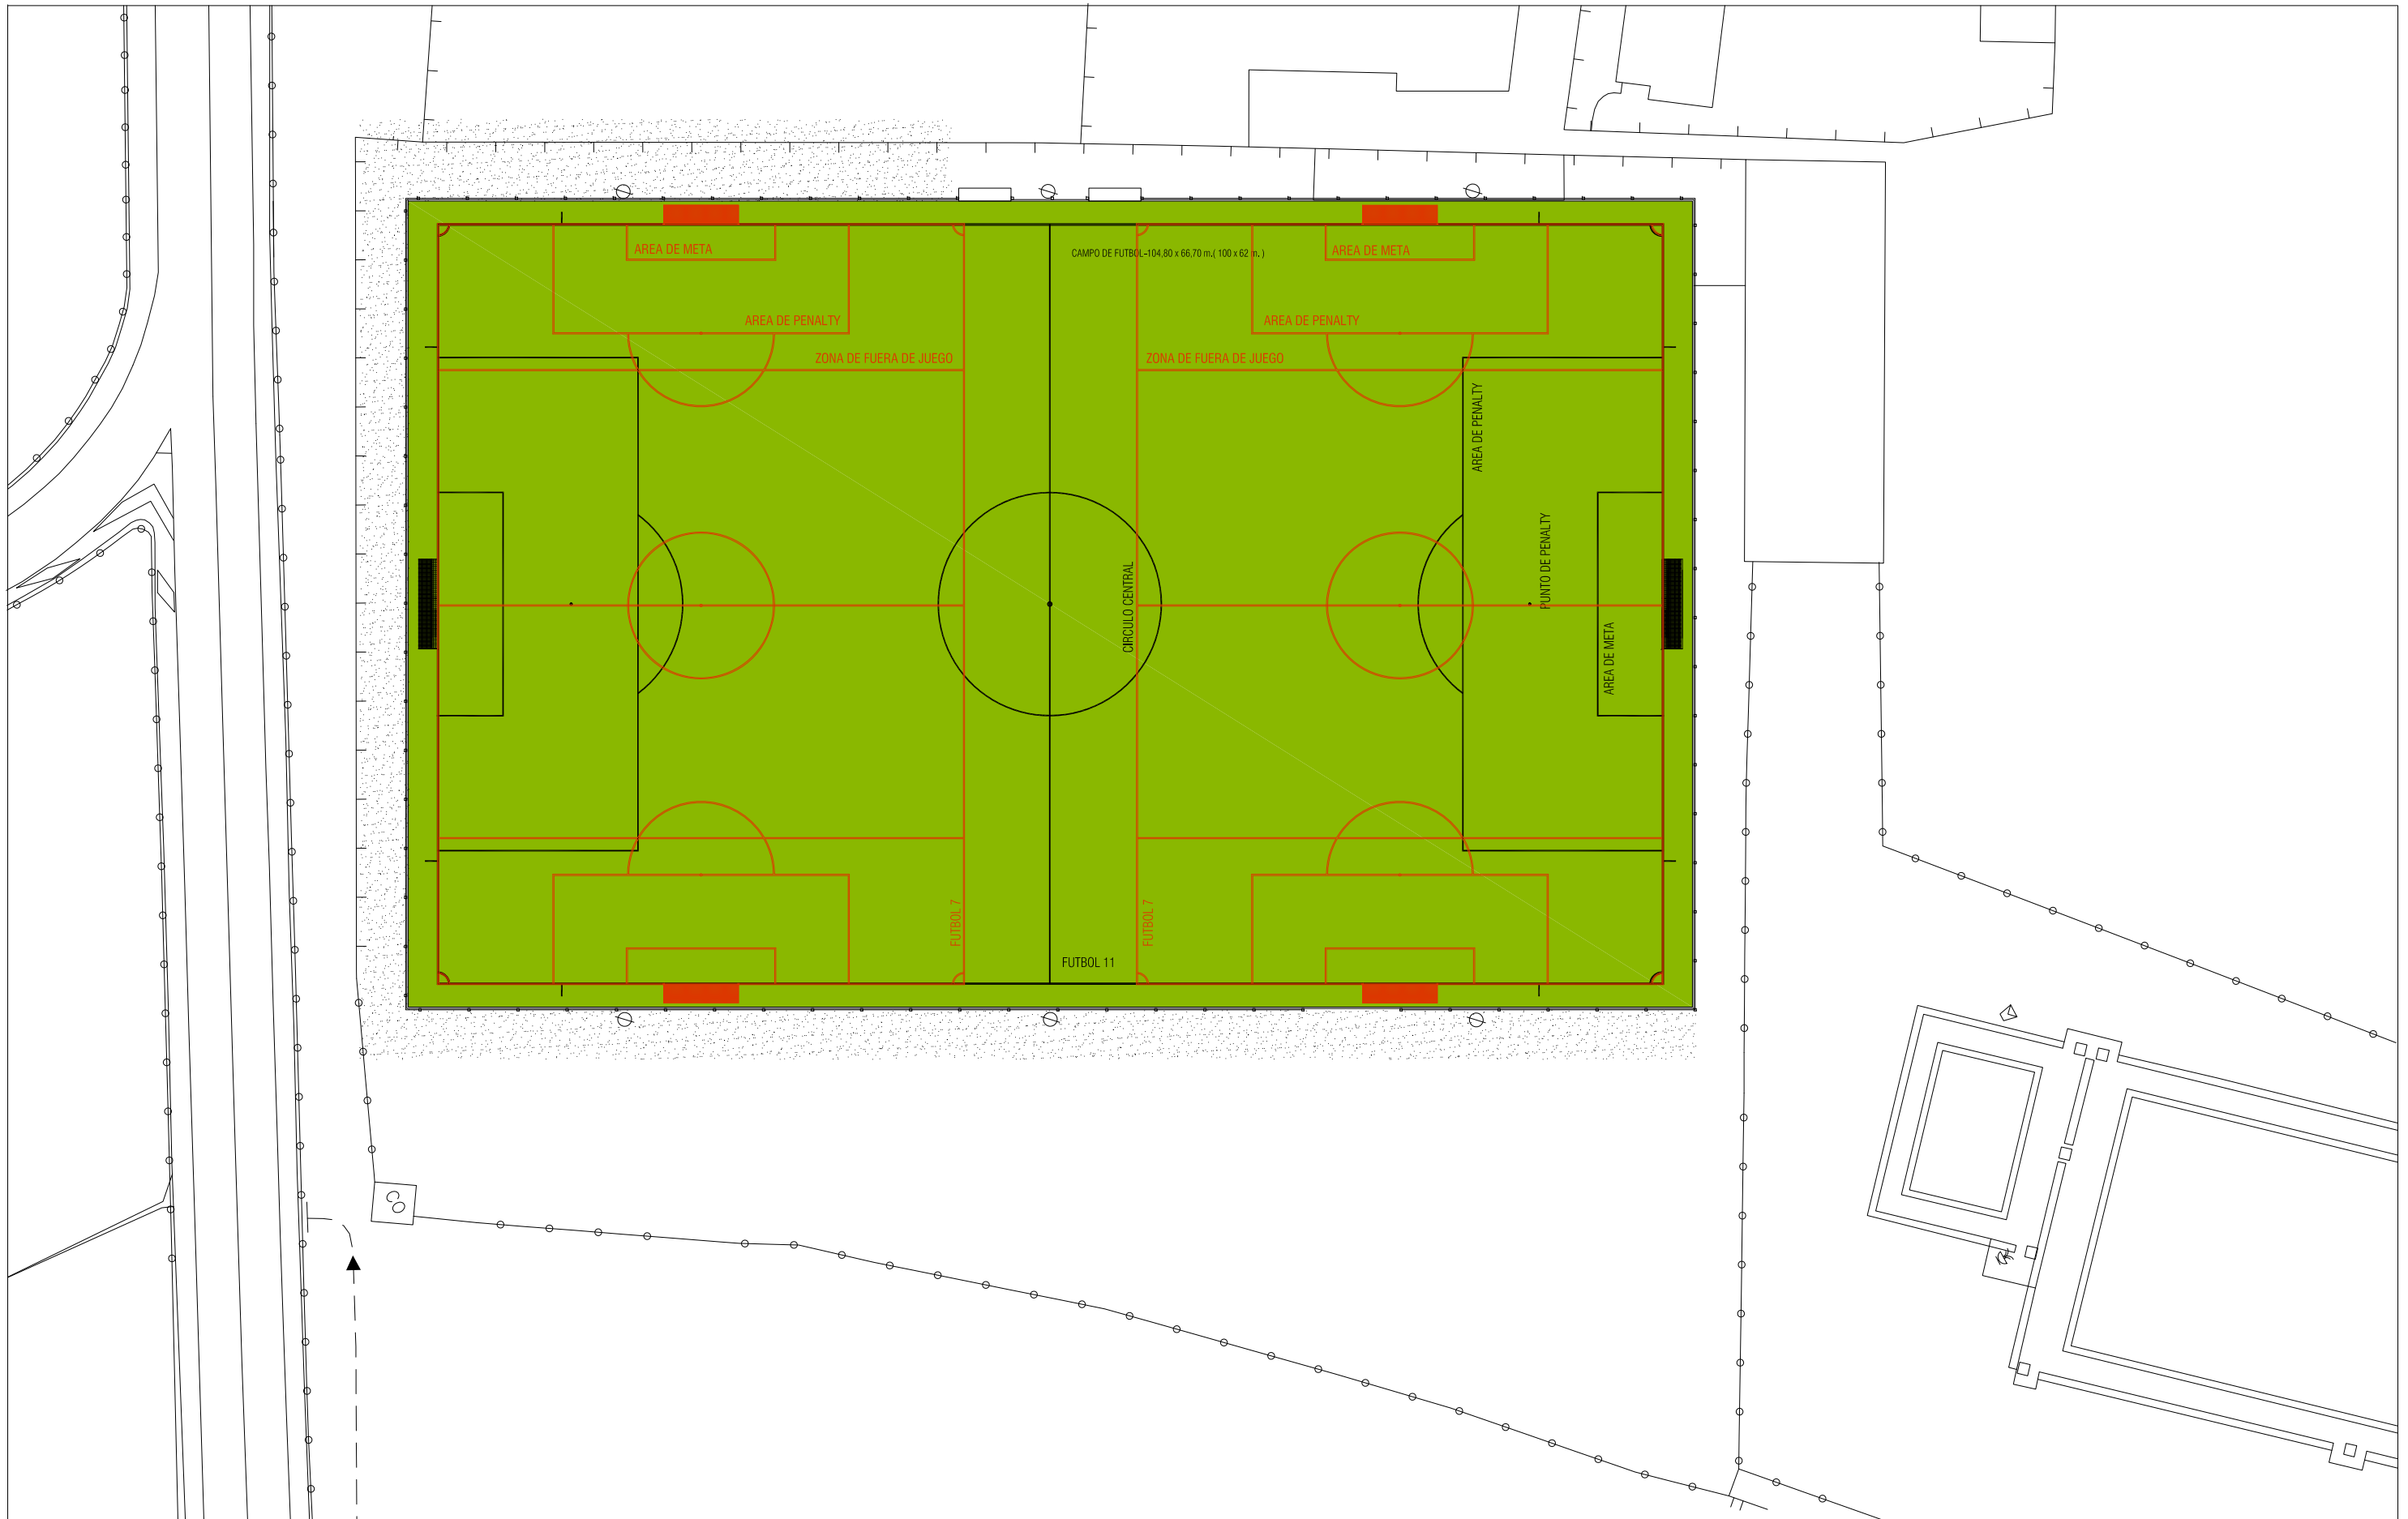 AREA DE META
CAMPO DE FUTBOL-104,80 x 66,70 m.( 100 x 62 m. )
AREA DE META
AREA DE PENALTY
AREA DE PENALTY
ZONA DE FUERA DE JUEGO
ZONA DE FUERA DE JUEGO
AREA DE PENALTY
PUNTO DE PENALTY
CIRCULO CENTRAL
AREA DE META
FUTBOL 7
FUTBOL 7
FUTBOL 11